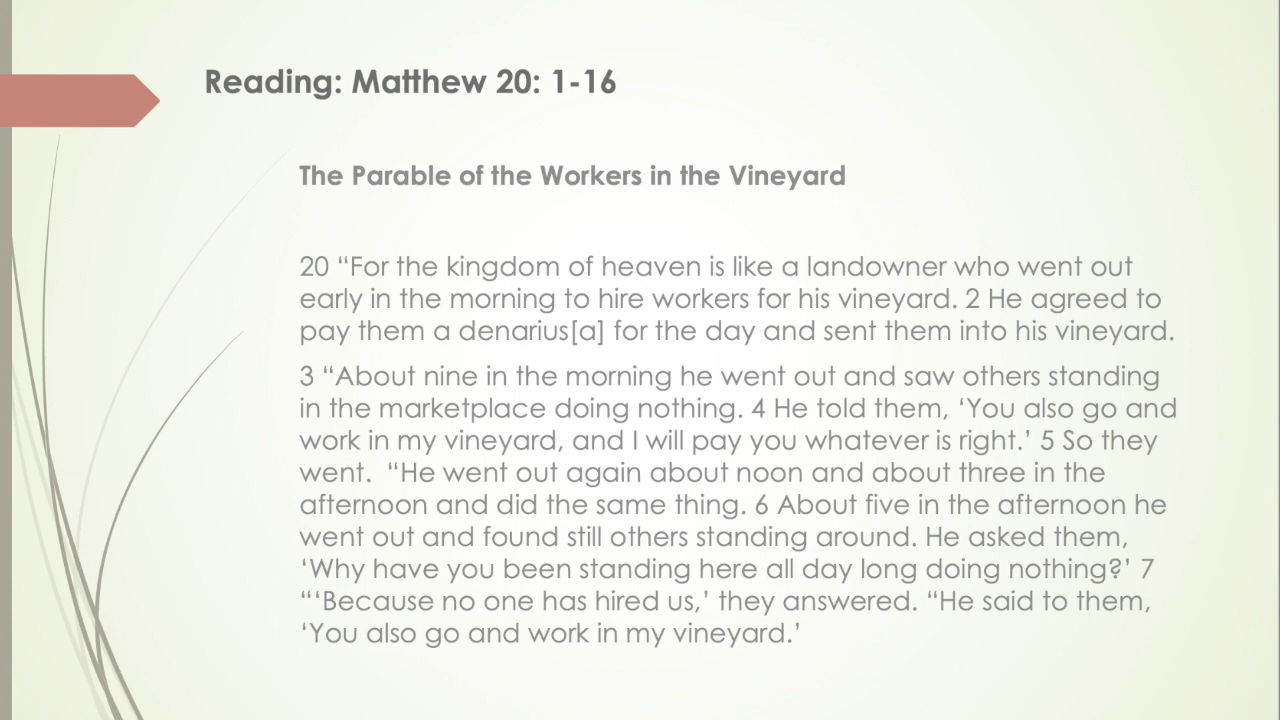 Reading: Matthew 20: 1-16
The Parable of the Workers in the Vineyard
20 “For the kingdom of heaven is like a landowner who went out
early in the morning to hire workers for his vineyard. 2 He agreed to
pay them a denarius[a] for the day and sent them into his vineyard.
3 “About nine in the morning he went out and saw others standing
in the marketplace doing nothing. 4 He told them, ‘You also go and
work in my vineyard, and I will pay you whatever is right.’ 5 So they
went.  “He went out again about noon and about three in the
afternoon and did the same thing. 6 About five in the afternoon he
went out and found still others standing around. He asked them,
‘Why have you been standing here all day long doing nothing?’ 7
“‘Because no one has hired us,’ they answered. “He said to them,
‘You also go and work in my vineyard.’